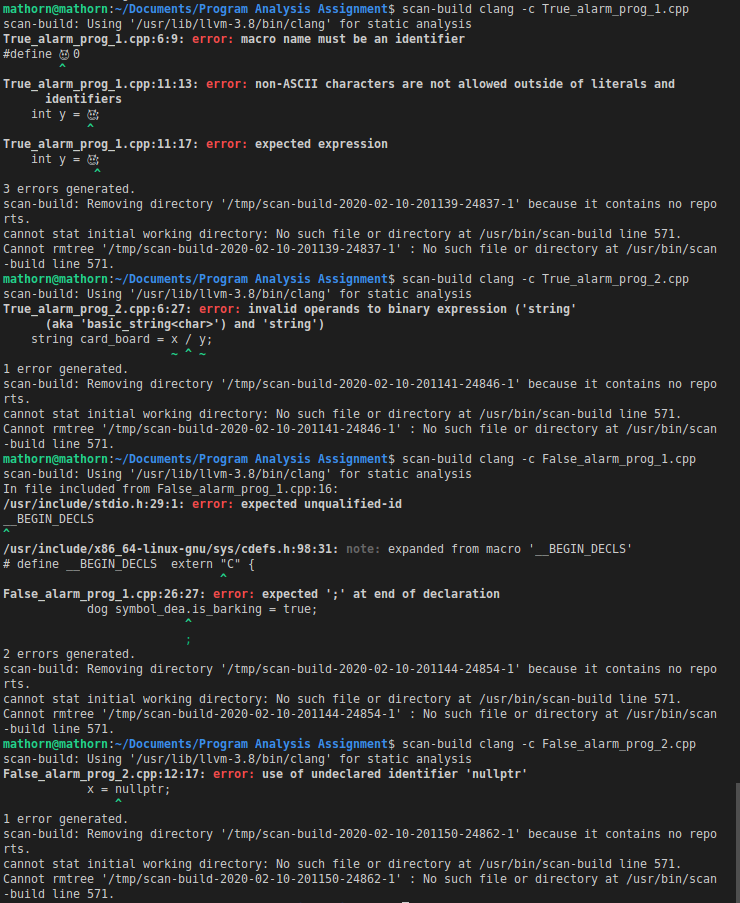 mathorn@mathorn:~/Documents/Program Analysis Assignment$ scan-build clang -c True_alarm_prog_1.cpp
scan-build: Using '/usr/lib/llvm-3.8/bin/clang' for static analysis
True_alarm_prog_1.cpp:6:9: error: macro name must be an identifier
#define 😈 0
        ^
True_alarm_prog_1.cpp:11:13: error: non-ASCII characters are not allowed outside of literals and
      identifiers
    int y = 😈;
            ^
True_alarm_prog_1.cpp:11:17: error: expected expression
    int y = 😈;
             ^
3 errors generated.
scan-build: Removing directory '/tmp/scan-build-2020-02-10-201139-24837-1' because it contains no repo
rts.
cannot stat initial working directory: No such file or directory at /usr/bin/scan-build line 571.
Cannot rmtree '/tmp/scan-build-2020-02-10-201139-24837-1' : No such file or directory at /usr/bin/scan
-build line 571.
mathorn@mathorn:~/Documents/Program Analysis Assignment$ scan-build clang -c True_alarm_prog_2.cpp
scan-build: Using '/usr/lib/llvm-3.8/bin/clang' for static analysis
True_alarm_prog_2.cpp:6:27: error: invalid operands to binary expression ('string'
      (aka 'basic_string<char>') and 'string')
    string card_board = x / y;
                        ~ ^ ~
1 error generated.
scan-build: Removing directory '/tmp/scan-build-2020-02-10-201141-24846-1' because it contains no repo
rts.
cannot stat initial working directory: No such file or directory at /usr/bin/scan-build line 571.
Cannot rmtree '/tmp/scan-build-2020-02-10-201141-24846-1' : No such file or directory at /usr/bin/scan
-build line 571.
mathorn@mathorn:~/Documents/Program Analysis Assignment$ scan-build clang -c False_alarm_prog_1.cpp
scan-build: Using '/usr/lib/llvm-3.8/bin/clang' for static analysis
In file included from False_alarm_prog_1.cpp:16:
/usr/include/stdio.h:29:1: error: expected unqualified-id
__BEGIN_DECLS
^
/usr/include/x86_64-linux-gnu/sys/cdefs.h:98:31: note: expanded from macro '__BEGIN_DECLS'
# define __BEGIN_DECLS  extern "C" {
                               ^
False_alarm_prog_1.cpp:26:27: error: expected ';' at end of declaration
            dog symbol_dea.is_barking = true;
                          ^
                          ;
2 errors generated.
scan-build: Removing directory '/tmp/scan-build-2020-02-10-201144-24854-1' because it contains no repo
rts.
cannot stat initial working directory: No such file or directory at /usr/bin/scan-build line 571.
Cannot rmtree '/tmp/scan-build-2020-02-10-201144-24854-1' : No such file or directory at /usr/bin/scan
-build line 571.
mathorn@mathorn:~/Documents/Program Analysis Assignment$ scan-build clang -c False_alarm_prog_2.cpp
scan-build: Using '/usr/lib/llvm-3.8/bin/clang' for static analysis
False_alarm_prog_2.cpp:12:17: error: use of undeclared identifier 'nullptr'
            x = nullptr;
                ^
1 error generated.
scan-build: Removing directory '/tmp/scan-build-2020-02-10-201150-24862-1' because it contains no repo
rts.
cannot stat initial working directory: No such file or directory at /usr/bin/scan-build line 571.
Cannot rmtree '/tmp/scan-build-2020-02-10-201150-24862-1' : No such file or directory at /usr/bin/scan
-build line 571.